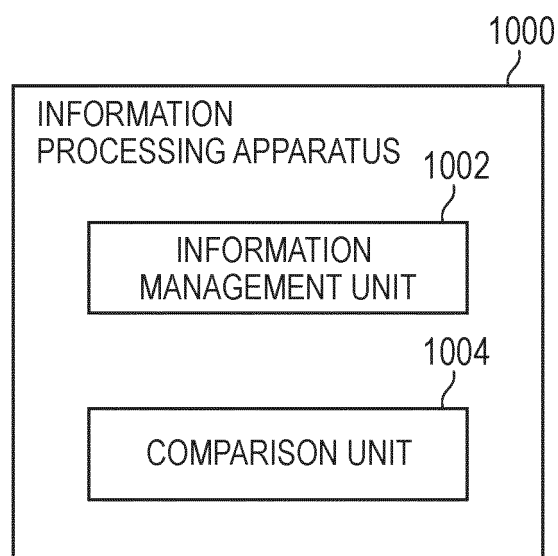 1000
INFORMATION
PROCESSING APPARATUS
1002
INFORMATION
MANAGEMENT UNIT
1004
COMPARISON UNIT